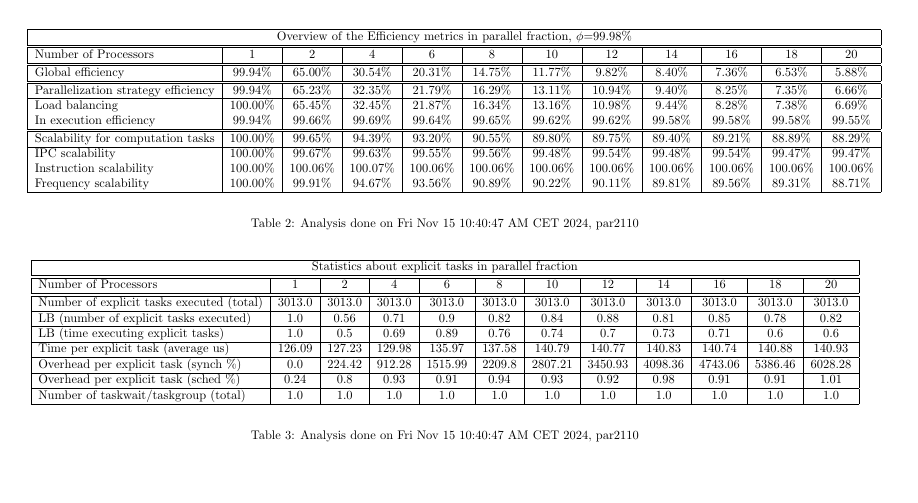 Overview of the Efficiency metrics in parallel fraction, ϕ=99.98%
Number of Processors 1 2 4 6 8 10 12 14 16 18 20
Global efficiency 99.94% 65.00% 30.54% 20.31% 14.75% 11.77% 9.82% 8.40% 7.36% 6.53% 5.88%
Parallelization strategy efficiency 99.94% 65.23% 32.35% 21.79% 16.29% 13.11% 10.94% 9.40% 8.25% 7.35% 6.66%
Load balancing 100.00% 65.45% 32.45% 21.87% 16.34% 13.16% 10.98% 9.44% 8.28% 7.38% 6.69%
In execution efficiency 99.94% 99.66% 99.69% 99.64% 99.65% 99.62% 99.62% 99.58% 99.58% 99.58% 99.55%
Scalability for computation tasks 100.00% 99.65% 94.39% 93.20% 90.55% 89.80% 89.75% 89.40% 89.21% 88.89% 88.29%
IPC scalability 100.00% 99.67% 99.63% 99.55% 99.56% 99.48% 99.54% 99.48% 99.54% 99.47% 99.47%
Instruction scalability 100.00% 100.06% 100.07% 100.06% 100.06% 100.06% 100.06% 100.06% 100.06% 100.06% 100.06%
Frequency scalability 100.00% 99.91% 94.67% 93.56% 90.89% 90.22% 90.11% 89.81% 89.56% 89.31% 88.71%
Table 2: Analysis done on Fri Nov 15 10:40:47 AM CET 2024, par2110
Statistics about explicit tasks in parallel fraction
Number of Processors 1 2 4 6 8 10 12 14 16 18 20
Number of explicit tasks executed (total) 3013.0 3013.0 3013.0 3013.0 3013.0 3013.0 3013.0 3013.0 3013.0 3013.0 3013.0
LB (number of explicit tasks executed) 1.0 0.56 0.71 0.9 0.82 0.84 0.88 0.81 0.85 0.78 0.82
LB (time executing explicit tasks) 1.0 0.5 0.69 0.89 0.76 0.74 0.7 0.73 0.71 0.6 0.6
Time per explicit task (average us) 126.09 127.23 129.98 135.97 137.58 140.79 140.77 140.83 140.74 140.88 140.93
Overhead per explicit task (synch %) 0.0 224.42 912.28 1515.99 2209.8 2807.21 3450.93 4098.36 4743.06 5386.46 6028.28
Overhead per explicit task (sched %) 0.24 0.8 0.93 0.91 0.94 0.93 0.92 0.98 0.91 0.91 1.01
Number of taskwait/taskgroup (total) 1.0 1.0 1.0 1.0 1.0 1.0 1.0 1.0 1.0 1.0 1.0
Table 3: Analysis done on Fri Nov 15 10:40:47 AM CET 2024, par2110